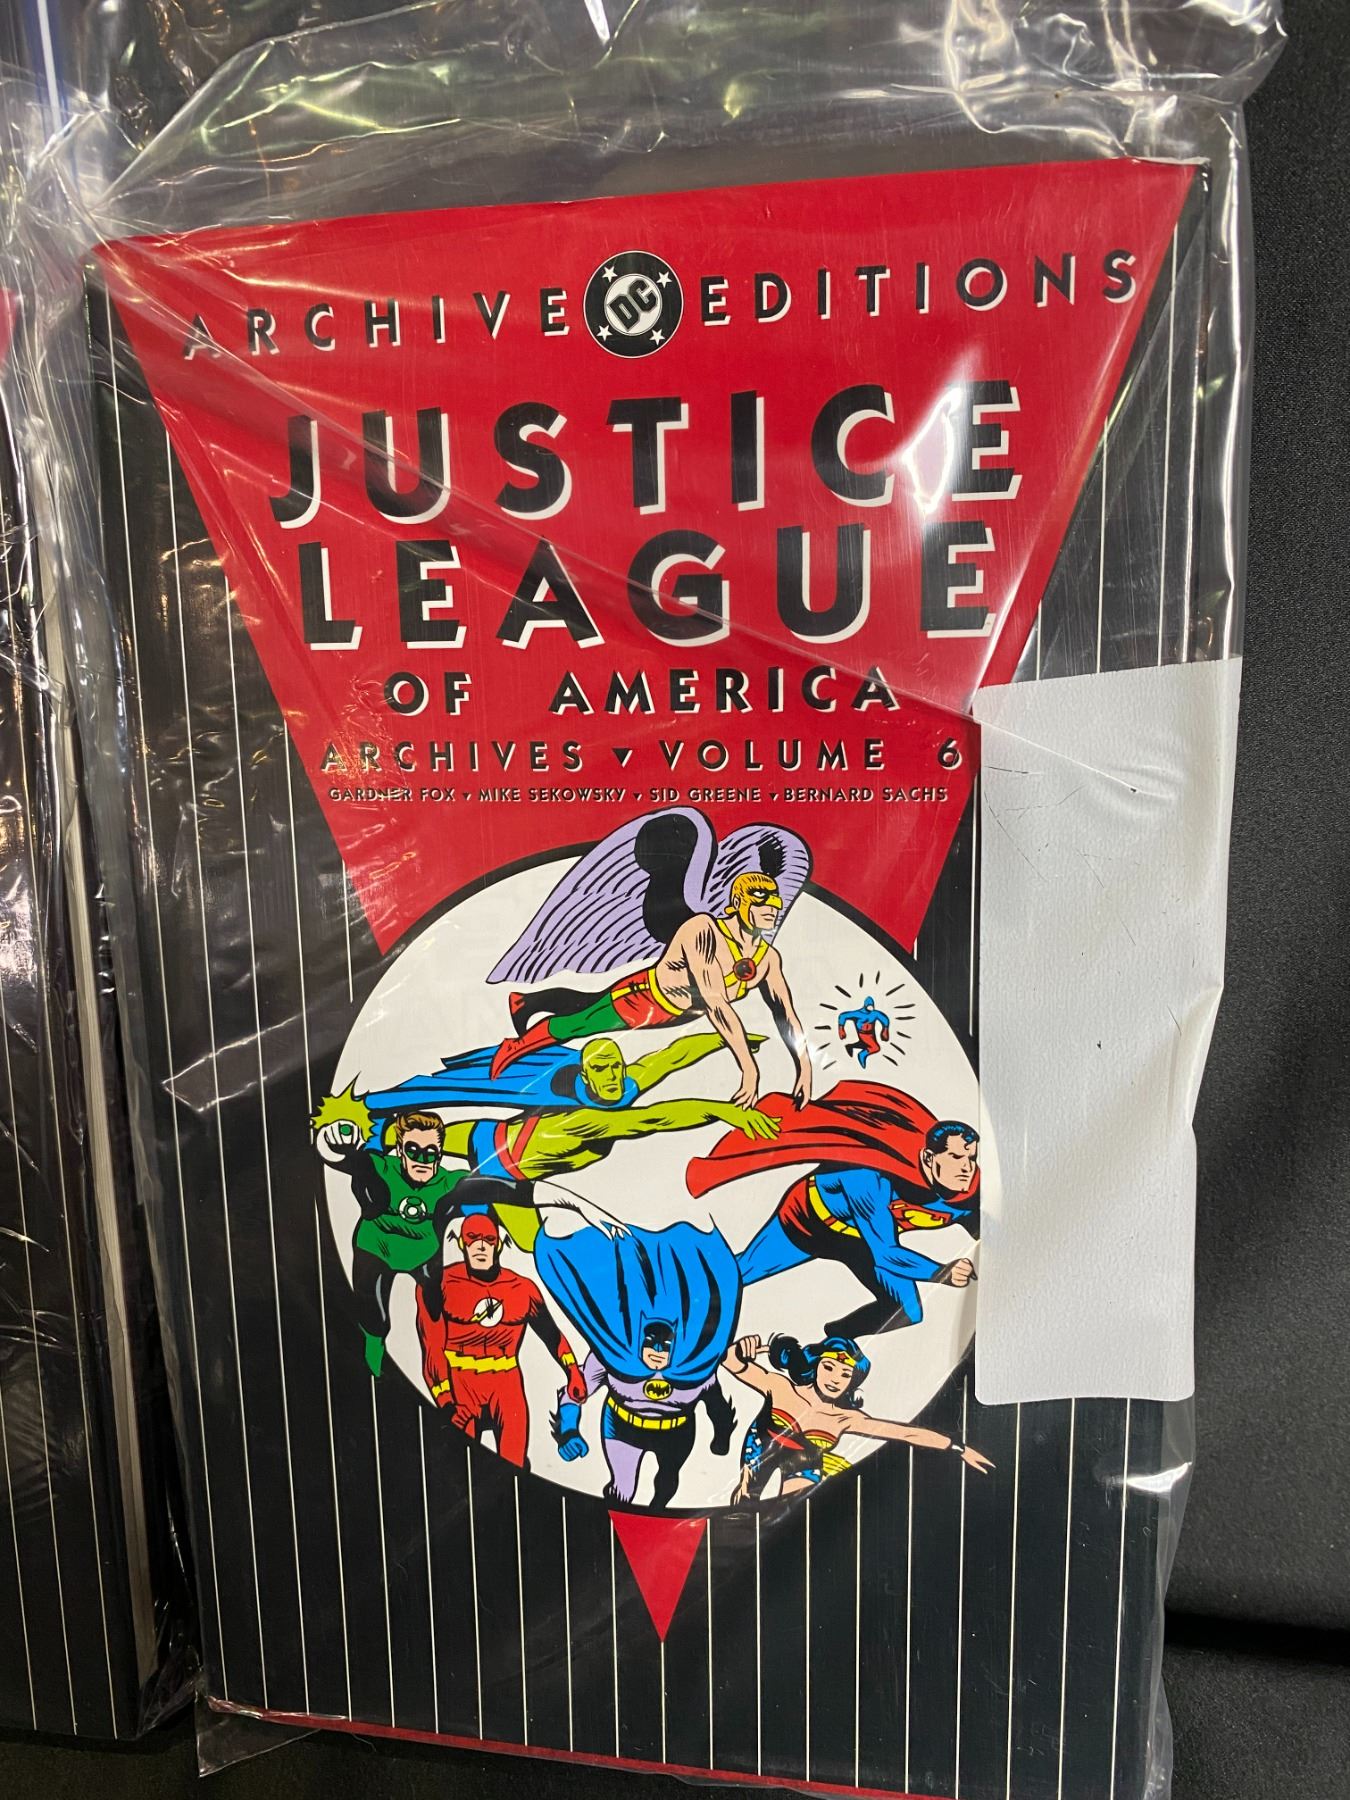 ARCHIVE DC EDITIONS
JUSTICE
LEAGUE
OF AMERICA
ARCHIVES ▼ VOLUME 6
GARDNER FOX ▼ MIKE SEKOWSKY ▼ SID GREENE ▼ BERNARD SACHS